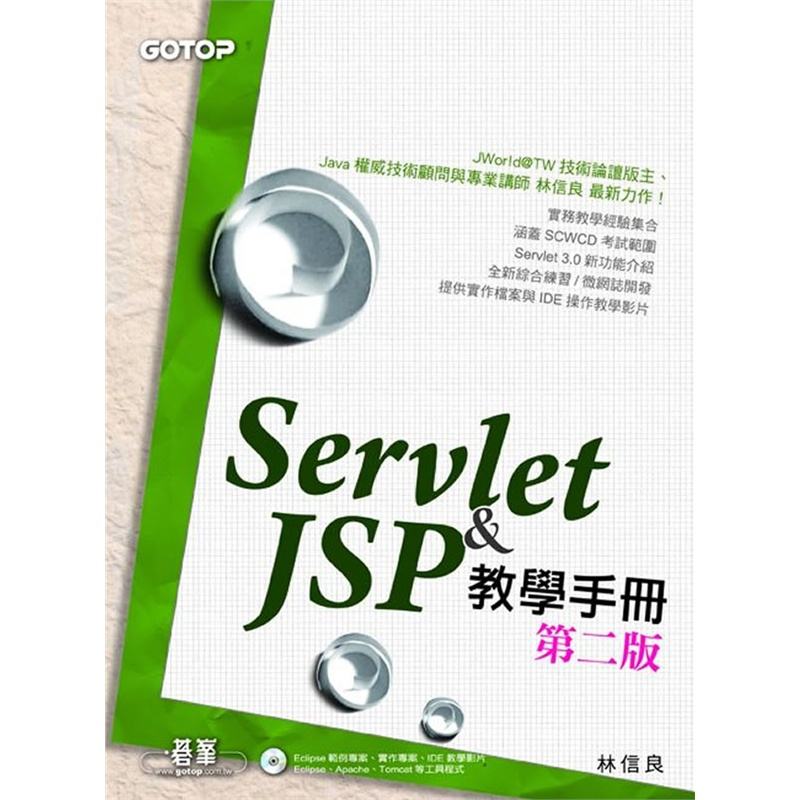 GOTOP
JWorld@TW 技術論壇版主、
Java 權威技術顧問與專業講師 林信良 最新力作！
實務教學經驗集合
涵蓋 SCWCD 考試範圍
Servlet 3.0 新功能介紹
全新綜合練習 / 微網誌開發
提供實作檔案與 IDE 操作教學影片
Servlet
&
JSP
教學手冊
第二版
碁峯
www.gotop.com.tw
Eclipse 範例專案、實作專案、IDE 教學影片
Eclipse、Apache、Tomcat 等工具程式
林信良